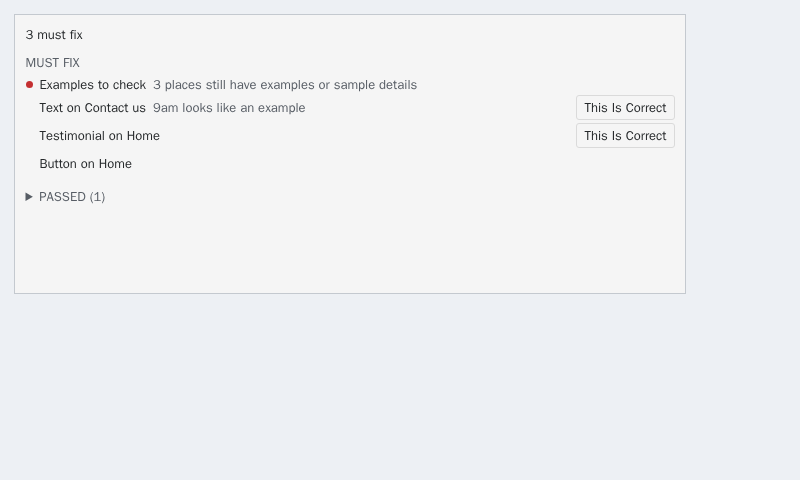 3 must fix
MUST FIX
Examples to check 3 places still have examples or sample details
Text on Contact us 9am looks like an example This Is Correct
Testimonial on Home This Is Correct
Button on Home
PASSED (1)